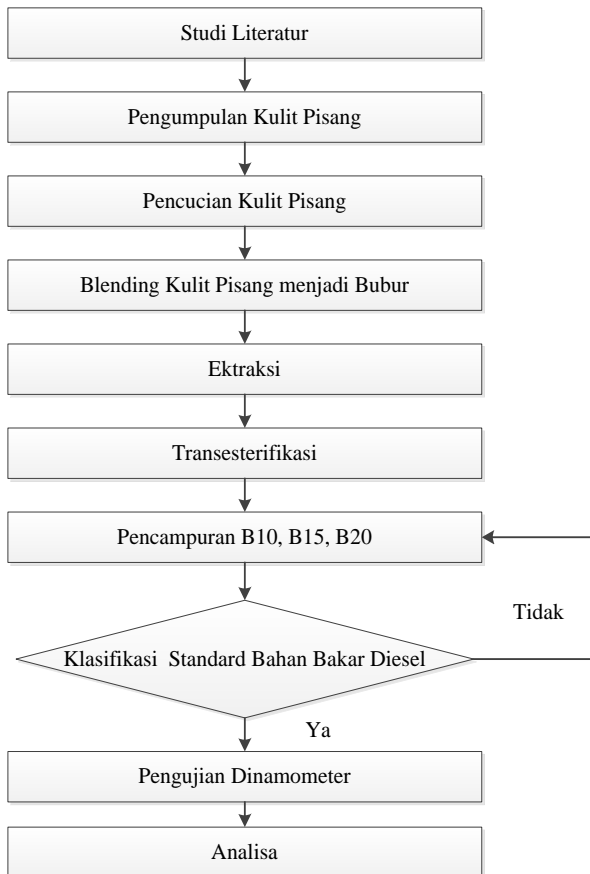 Studi Literatur
Pengumpulan Kulit Pisang
Pencucian Kulit Pisang
Blending Kulit Pisang menjadi Bubur
Ektraksi
Transesterifikasi
Pencampuran B10, B15, B20
Tidak
Klasifikasi  Standard Bahan Bakar Diesel
Ya
Pengujian Dinamometer
Analisa